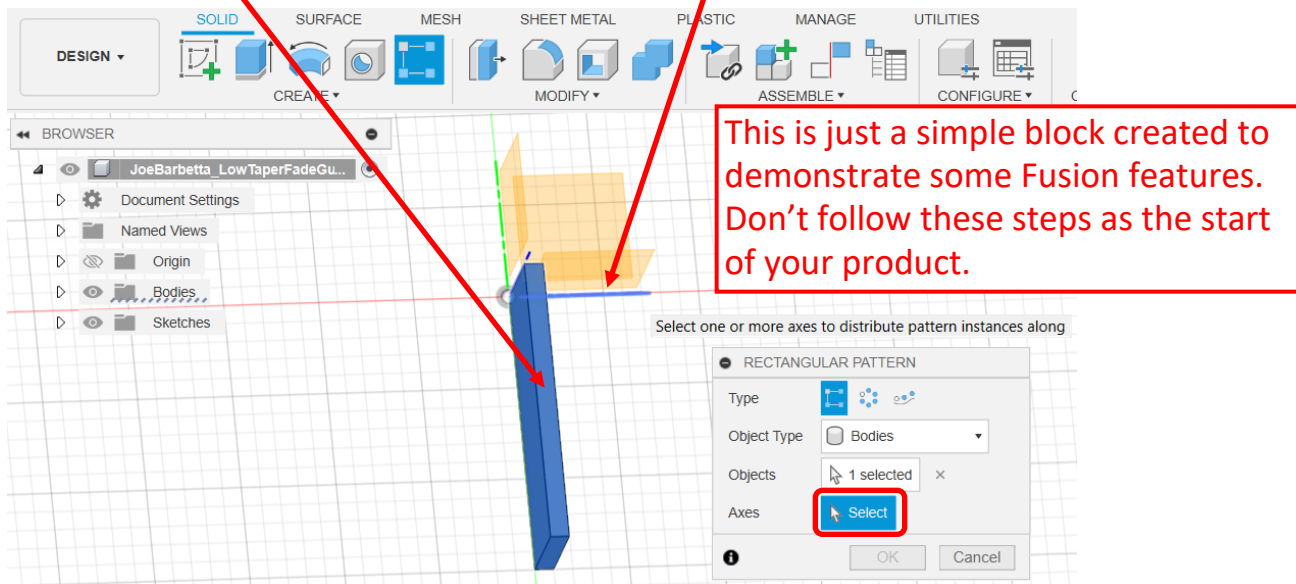 SOLID SURFACE MESH SHEET METAL PLASTIC MANAGE UTILITIES
DESIGN ▾
CREATE ▾ MODIFY ▾ ASSEMBLE ▾ CONFIGURE ▾
BROWSER
JoeBarbetta_LowTaperFadeGu...
Document Settings
Named Views
Origin
Bodies
Sketches
This is just a simple block created to
demonstrate some Fusion features.
Don’t follow these steps as the start
of your product.
Select one or more axes to distribute pattern instances along
RECTANGULAR PATTERN
Type
Object Type Bodies
Objects 1 selected ×
Axes Select
OK Cancel